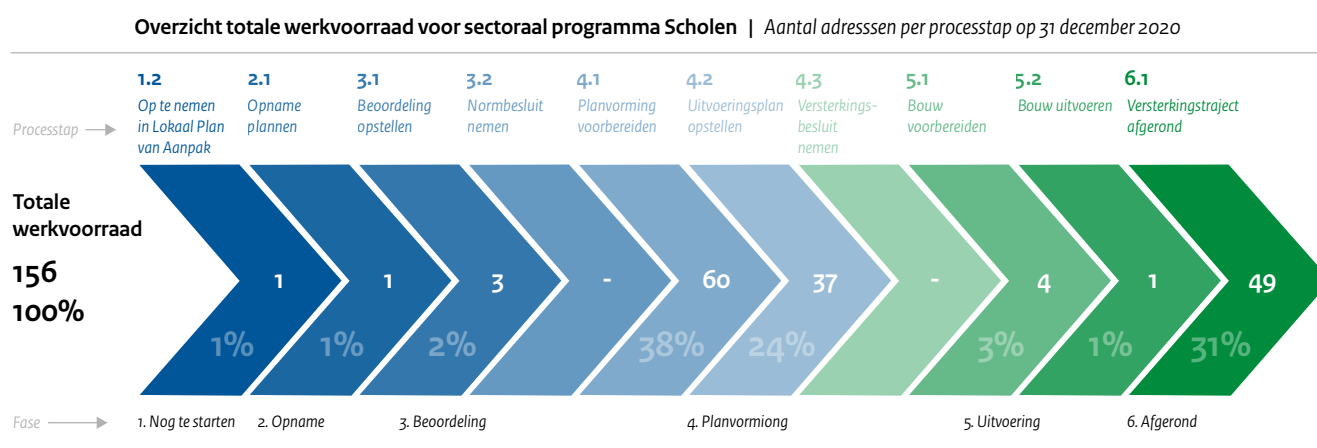 Overzicht totale werkvoorraad voor sectoraal programma Scholen | Aantal adresssen per processtap op 31 december 2020
Processtap
1.2
Op te nemen
in Lokaal Plan
van Aanpak
2.1
Opname
plannen
3.1
Beoordeling
opstellen
3.2
Normbesluit
nemen
4.1
Planvorming
voorbereiden
4.2
Uitvoeringsplan
opstellen
4.3
Versterkings-
besluit
nemen
5.1
Bouw
voorbereiden
5.2
Bouw uitvoeren
6.1
Versterkingstraject
afgerond
Totale
werkvoorraad
156
100%
1 1 3 - 60 37 - 4 1 49
1% 1% 2% 38% 24% 3% 1% 31%
Fase
1. Nog te starten
2. Opname
3. Beoordeling
4. Planvormiong
5. Uitvoering
6. Afgerond